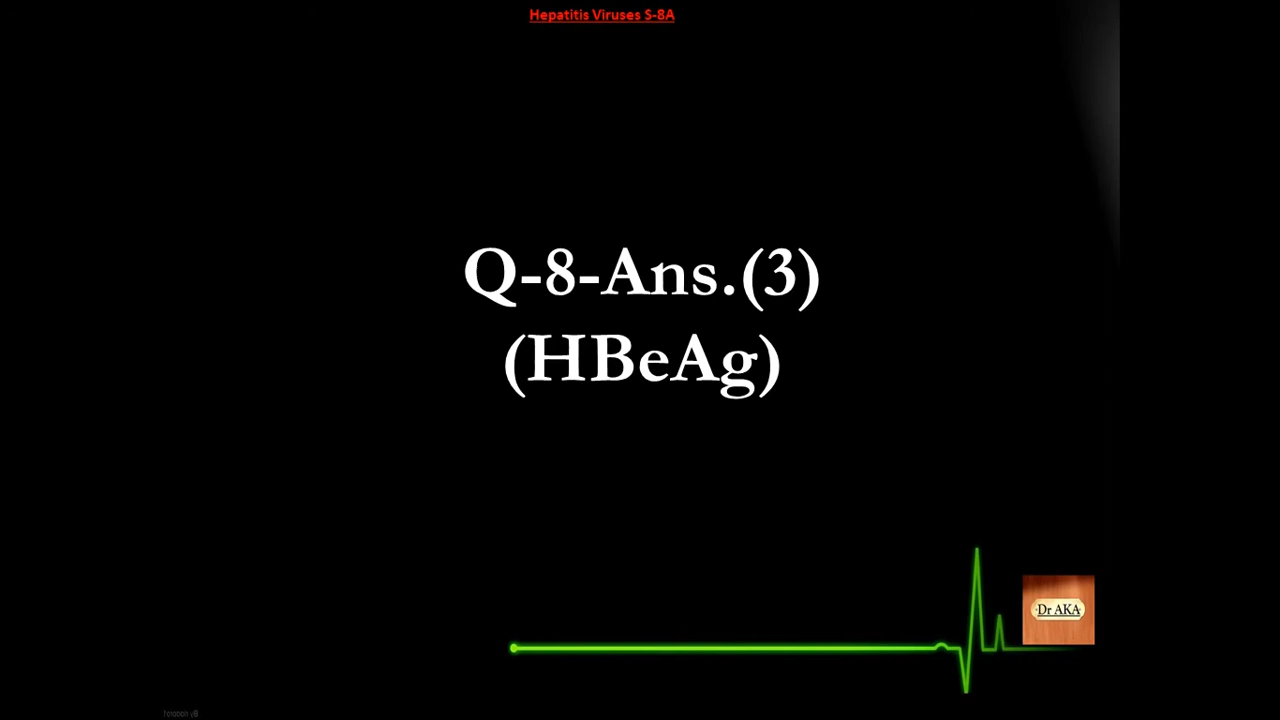 Hepatitis Viruses S-8A
Q-8-Ans.(3)
(HBeAg)
Dr AKA